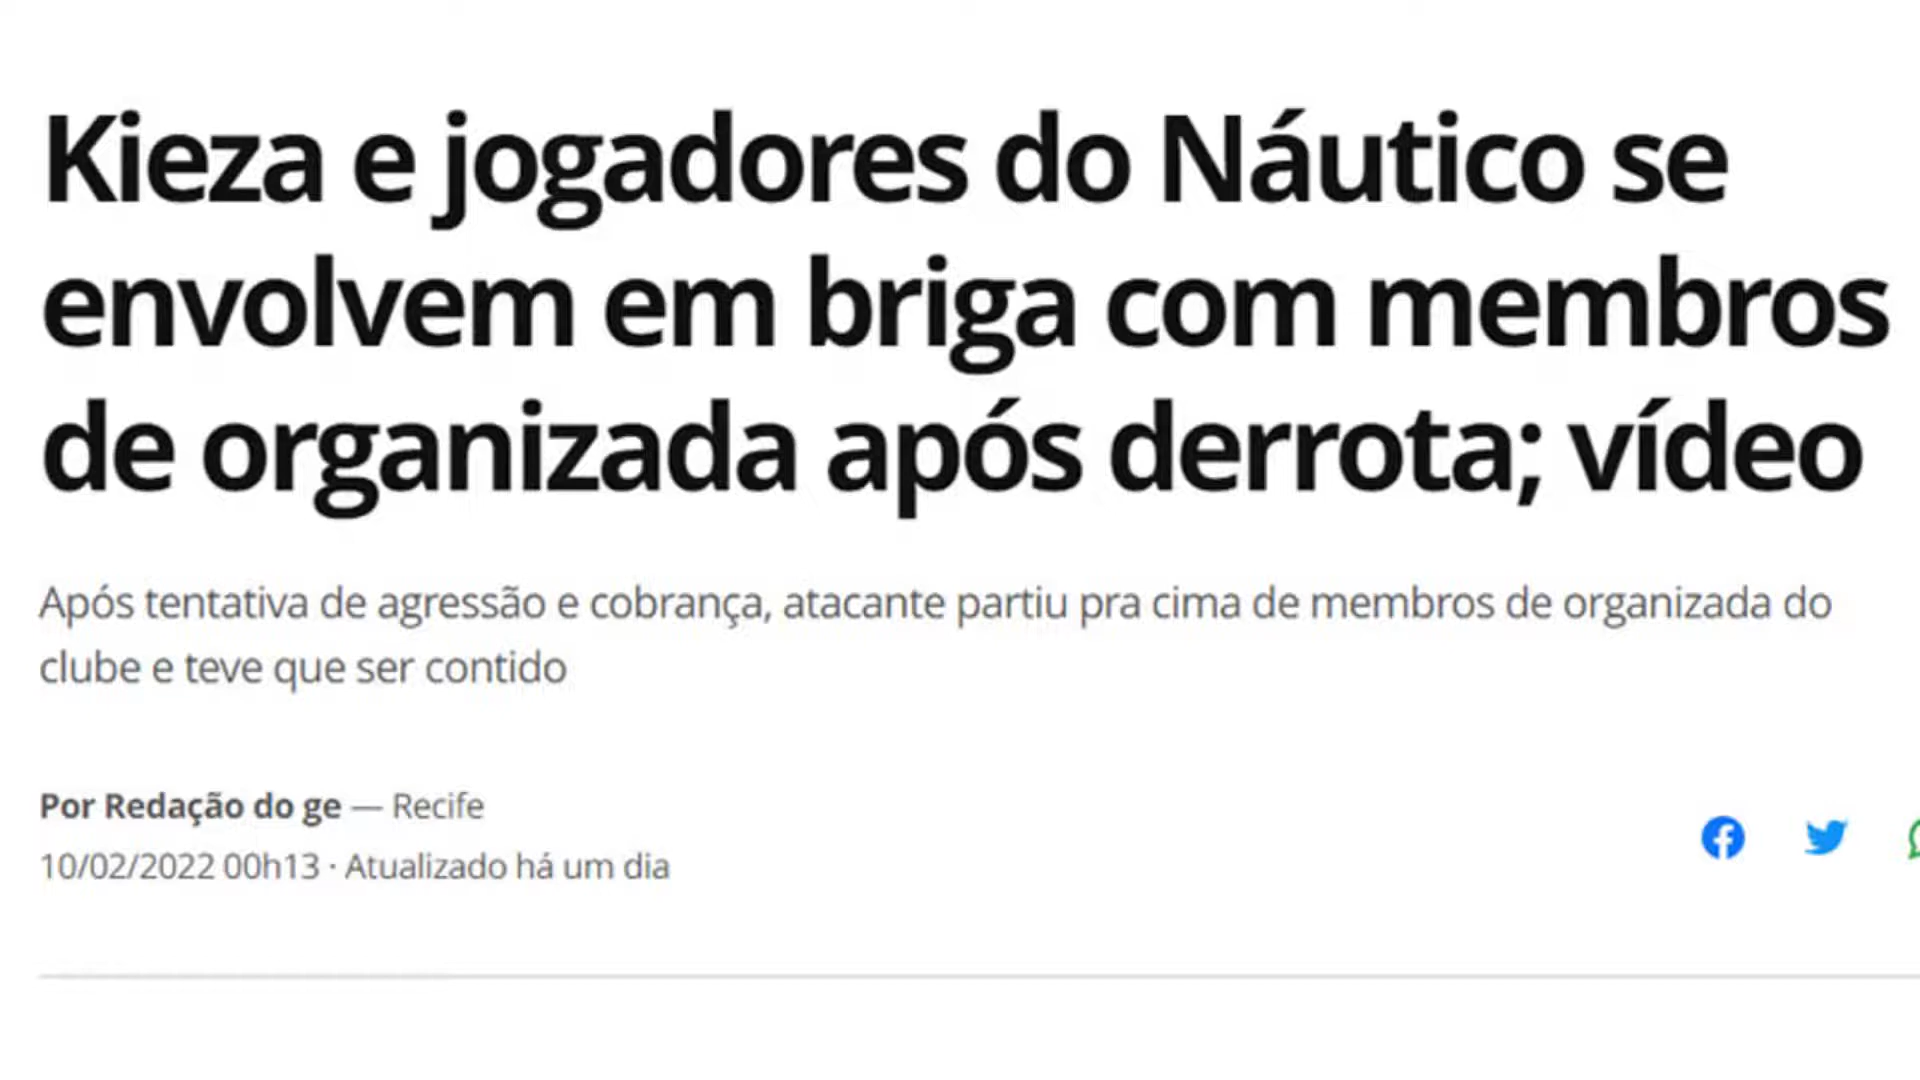 Kieza e jogadores do Náutico se
envolvem em briga com membros
de organizada após derrota; vídeo
Após tentativa de agressão e cobrança, atacante partiu pra cima de membros de organizada do
clube e teve que ser contido
Por Redação do ge — Recife
10/02/2022 00h13 · Atualizado há um dia